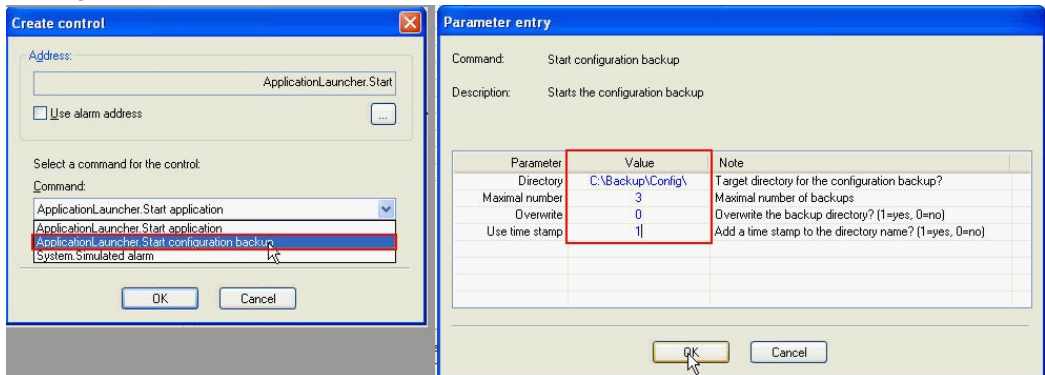 Create control
Address:
ApplicationLauncher.Start
Use alarm address
...
Select a command for the control:
Command:
ApplicationLauncher.Start application
ApplicationLauncher.Start application
ApplicationLauncher.Start configuration backup
System.Simulated alarm
OK Cancel
Parameter entry
Command: Start configuration backup
Description: Starts the configuration backup
Parameter Value Note
Directory C:\Backup\Config\ Target directory for the configuration backup?
Maximal number 3 Maximal number of backups
Overwrite 0 Overwrite the backup directory? (1=yes, 0=no)
Use time stamp 1 Add a time stamp to the directory name? (1=yes, 0=no)
OK Cancel